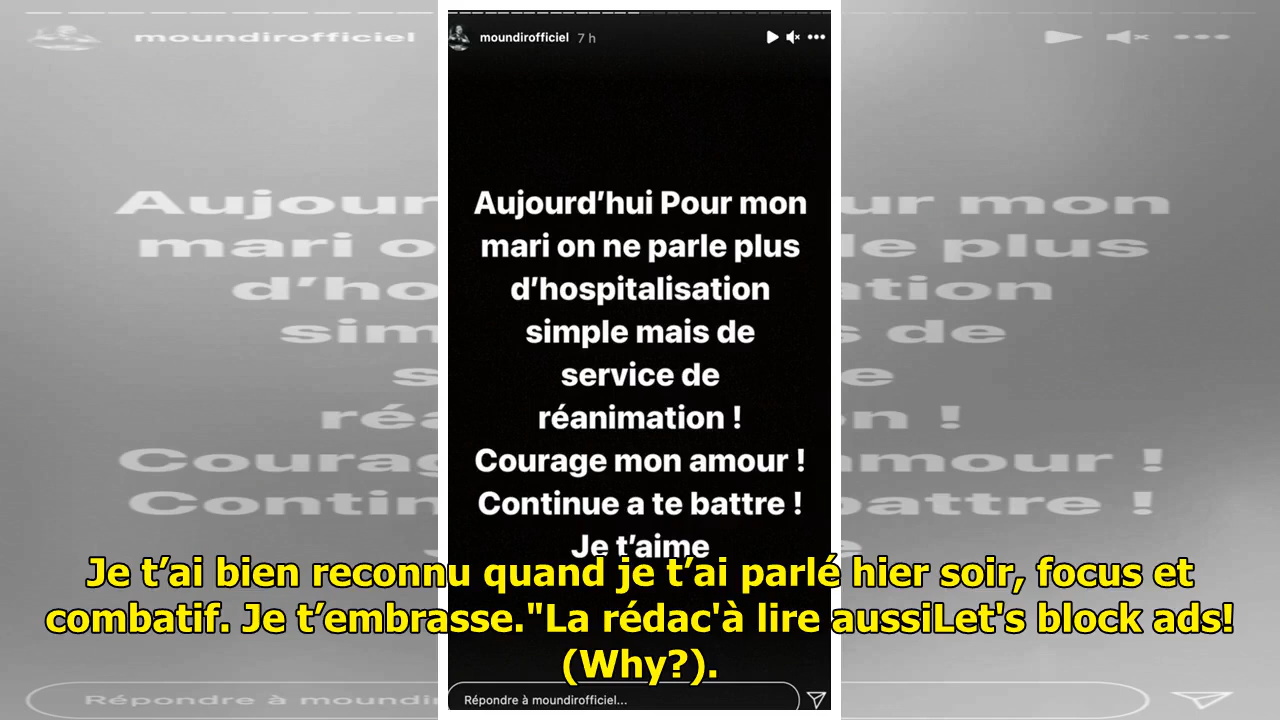 moundirofficiel 7 h
Aujourd’hui Pour mon
mari on ne parle plus
d’hospitalisation
simple mais de
service de
réanimation !
Courage mon amour !
Continue a te battre !
Je t’aime
Je t’ai bien reconnu quand je t’ai parlé hier soir, focus et
combatif. Je t’embrasse."La rédac'à lire aussiLet's block ads!
(Why?).
Répondre à moundirofficiel...